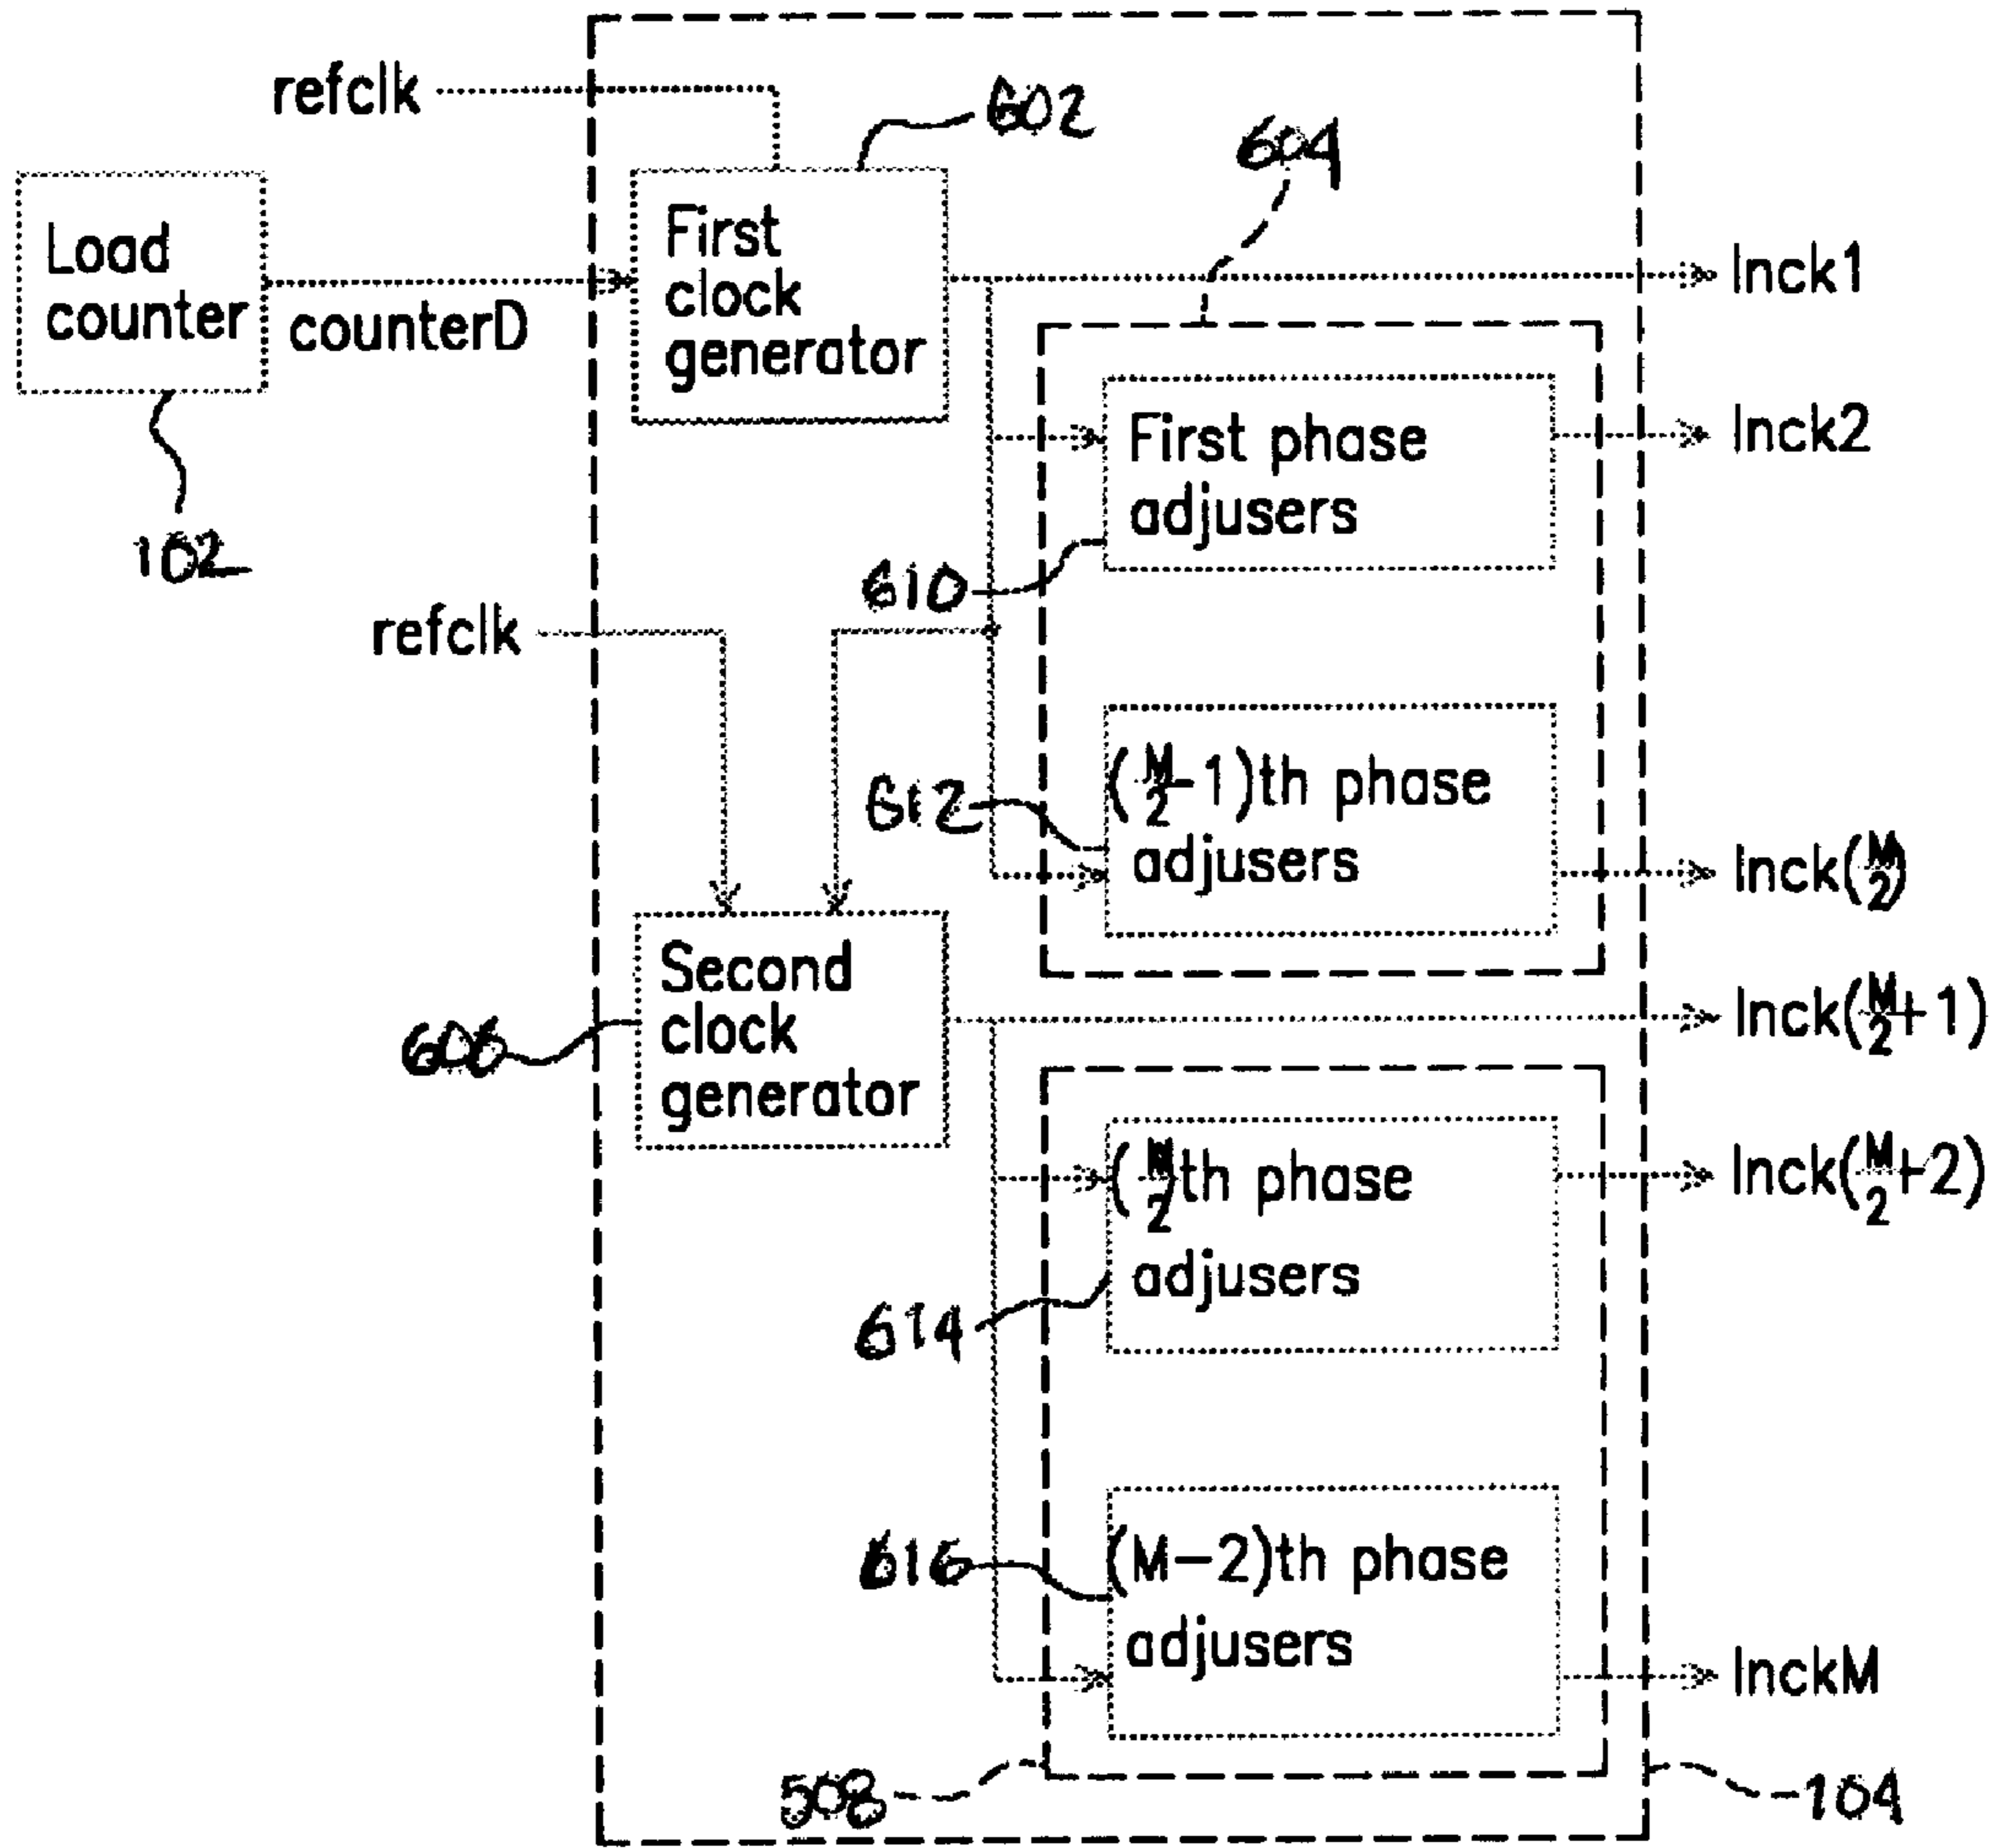 refclk
602
604
Load
counter
counterD
First
clock
generator
lnck1
First phase
adjusers
lnck2
102
610
refclk
612
(M/2-1)th phase
adjusers
lnck(M/2)
Second
clock
generator
606
lnck(M/2+1)
(M/2)th phase
adjusers
lnck(M/2+2)
614
616
(M-2)th phase
adjusers
lnckM
508
104